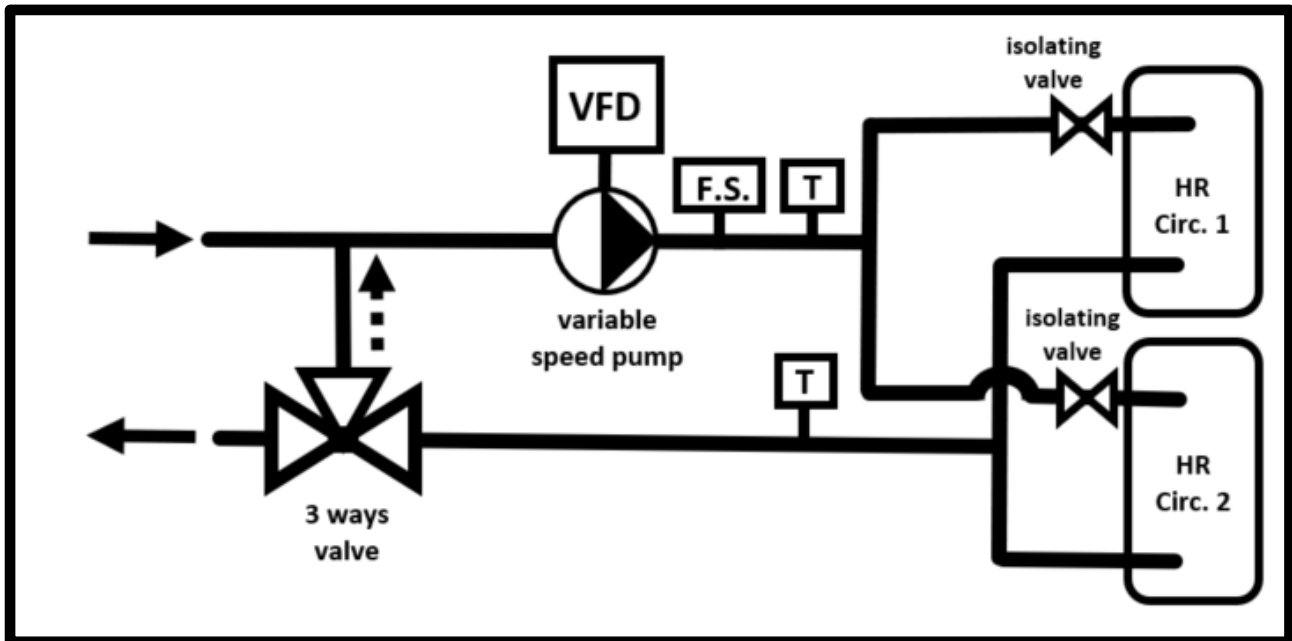 isolating
valve
VFD
F.S.
T
HR
Circ. 1
variable
speed pump
isolating
valve
T
HR
Circ. 2
3 ways
valve